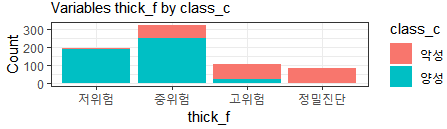 Variables thick_f by class_c
Count
300
200
100
0
저위험
중위험
고위험
정밀진단
thick_f
class_c
악성
양성